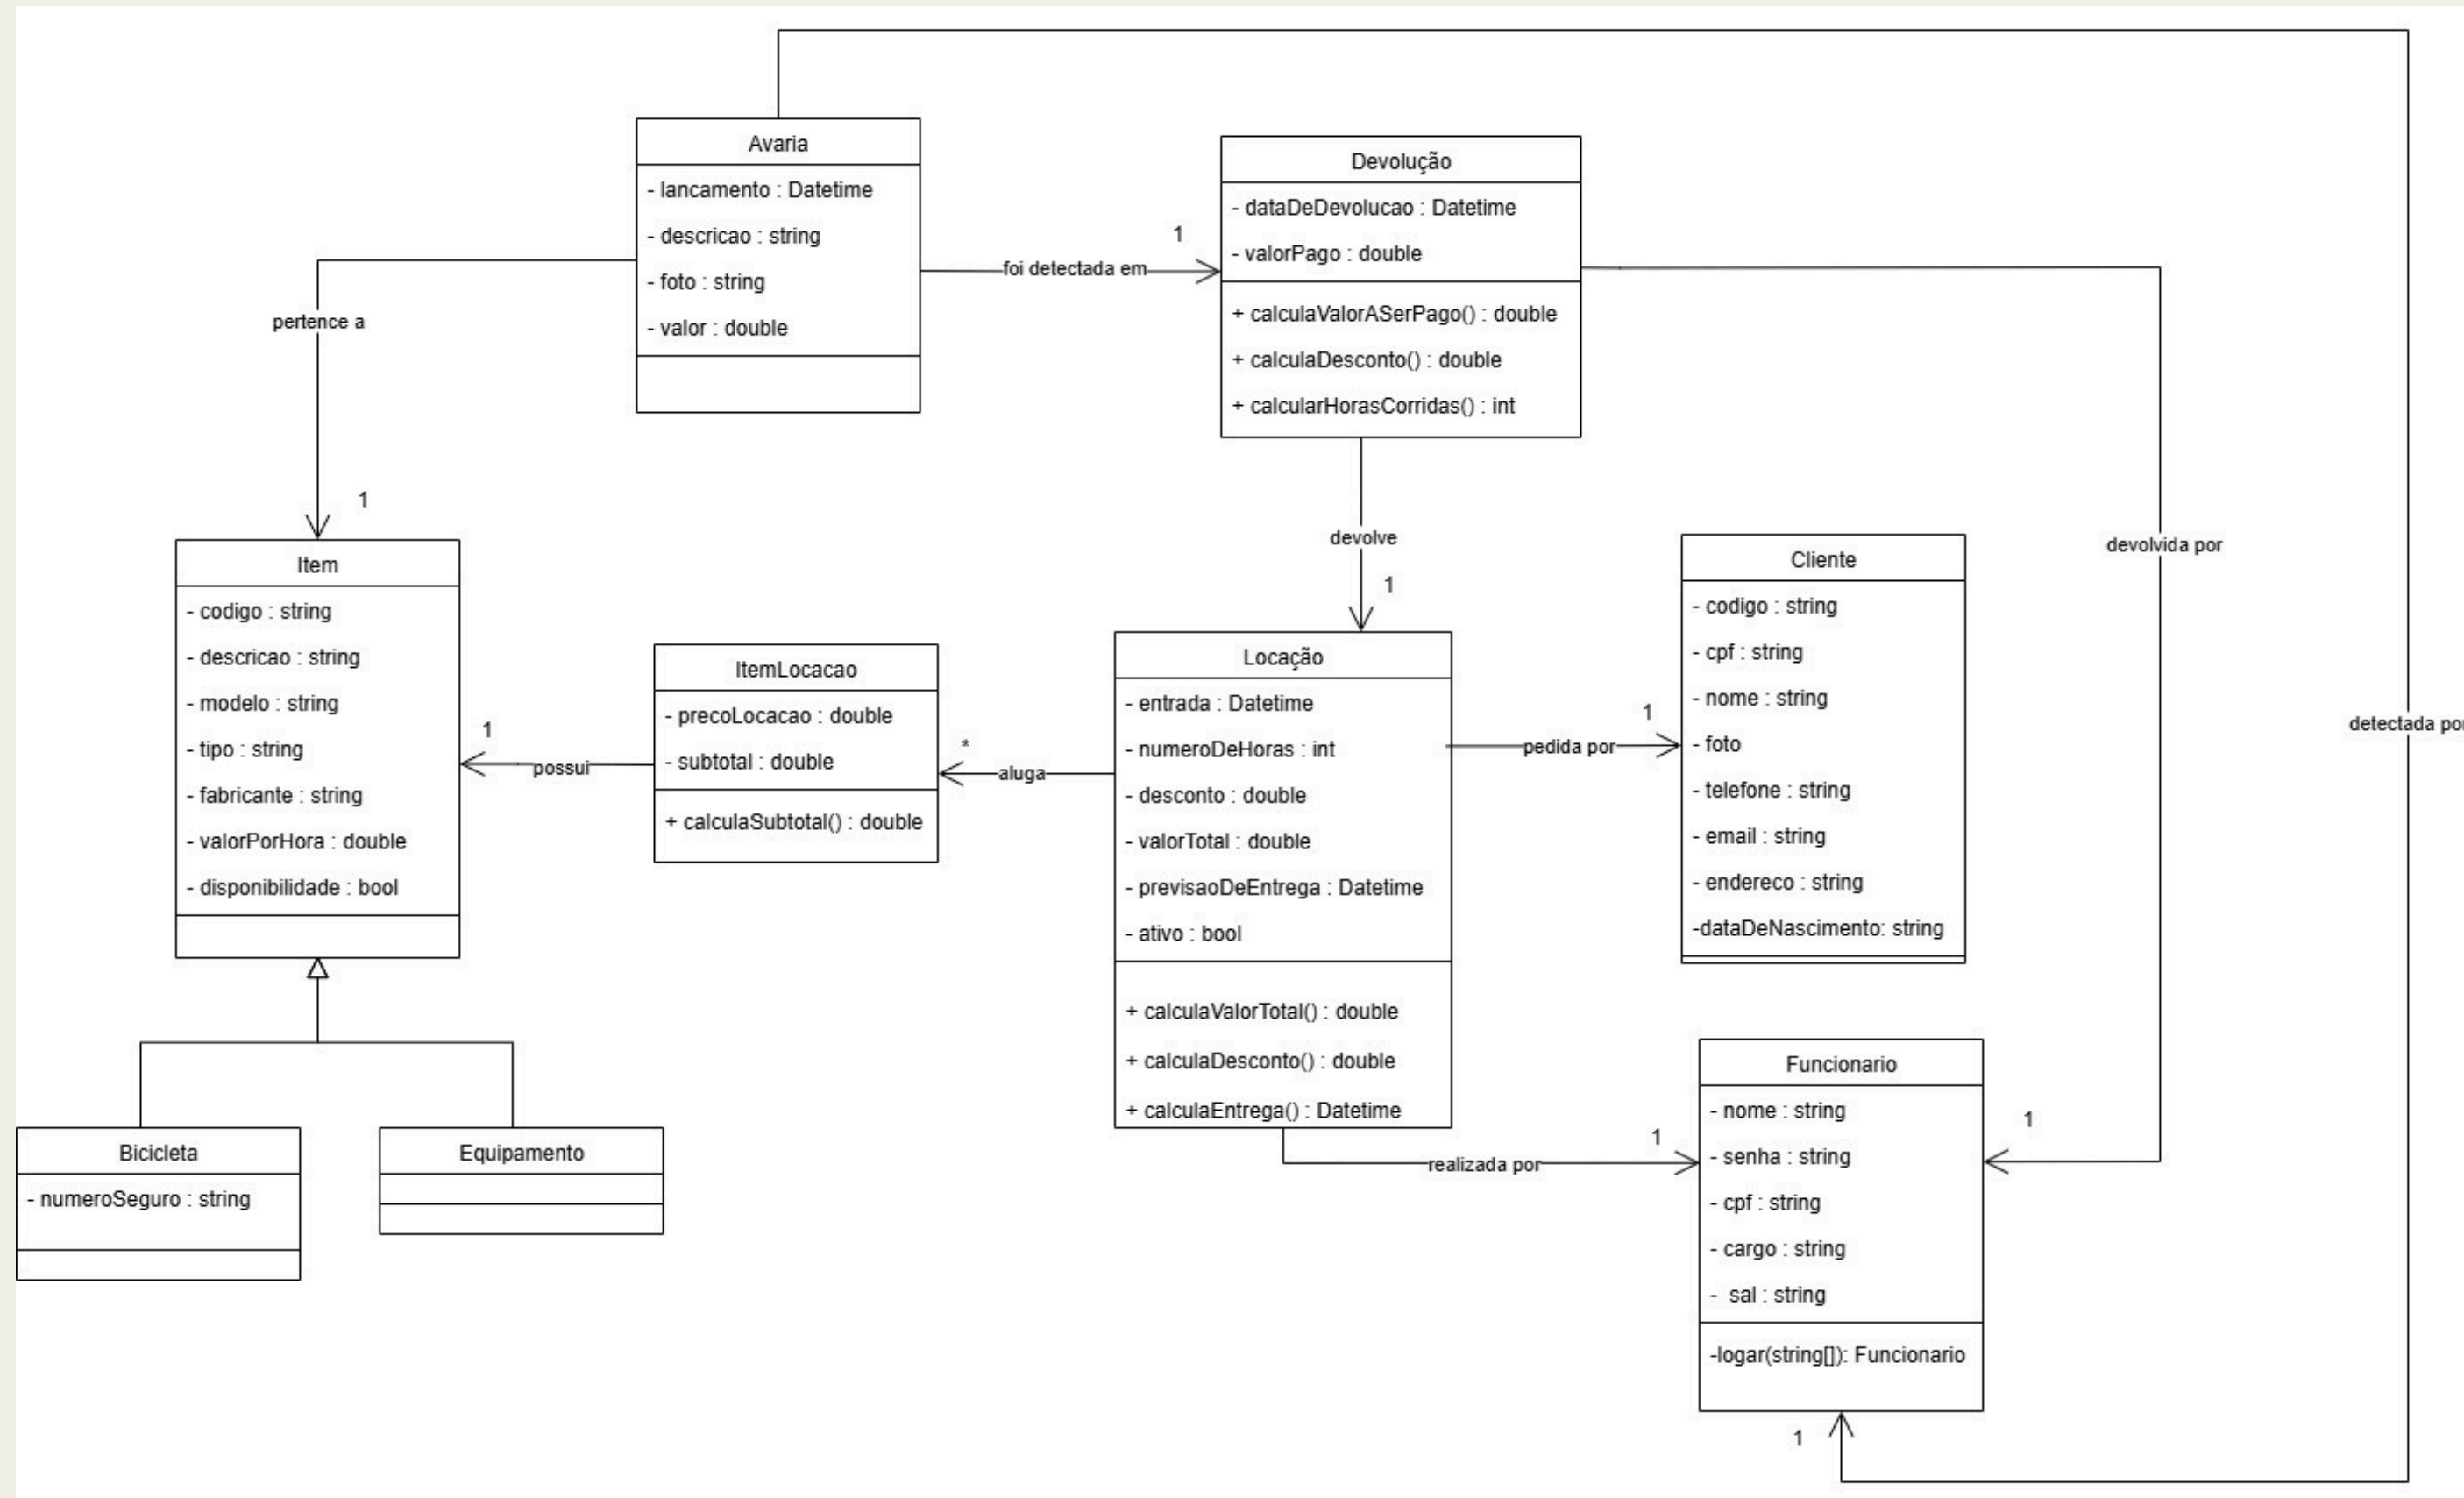 Avaria
- lancamento : Datetime
- descricao : string
- foto : string
- valor : double
Devolução
- dataDeDevolucao : Datetime
- valorPago : double
+ calculaValorASerPago() : double
+ calculaDesconto() : double
+ calcularHorasCorridas() : int
1
foi detectada em
pertence a
1
devolve
1
devolvida por
detectada por
Item
- codigo : string
- descricao : string
- modelo : string
- tipo : string
- fabricante : string
- valorPorHora : double
- disponibilidade : bool
1
possui
ItemLocacao
- precoLocacao : double
- subtotal : double
+ calculaSubtotal() : double
*
aluga
Locação
- entrada : Datetime
- numeroDeHoras : int
- desconto : double
- valorTotal : double
- previsaoDeEntrega : Datetime
- ativo : bool
+ calculaValorTotal() : double
+ calculaDesconto() : double
+ calculaEntrega() : Datetime
1
pedida por
Cliente
- codigo : string
- cpf : string
- nome : string
- foto
- telefone : string
- email : string
- endereco : string
-dataDeNascimento: string
Bicicleta
- numeroSeguro : string
Equipamento
1
realizada por
Funcionario
- nome : string
- senha : string
- cpf : string
- cargo : string
- sal : string
-logar(string[]): Funcionario
1
1